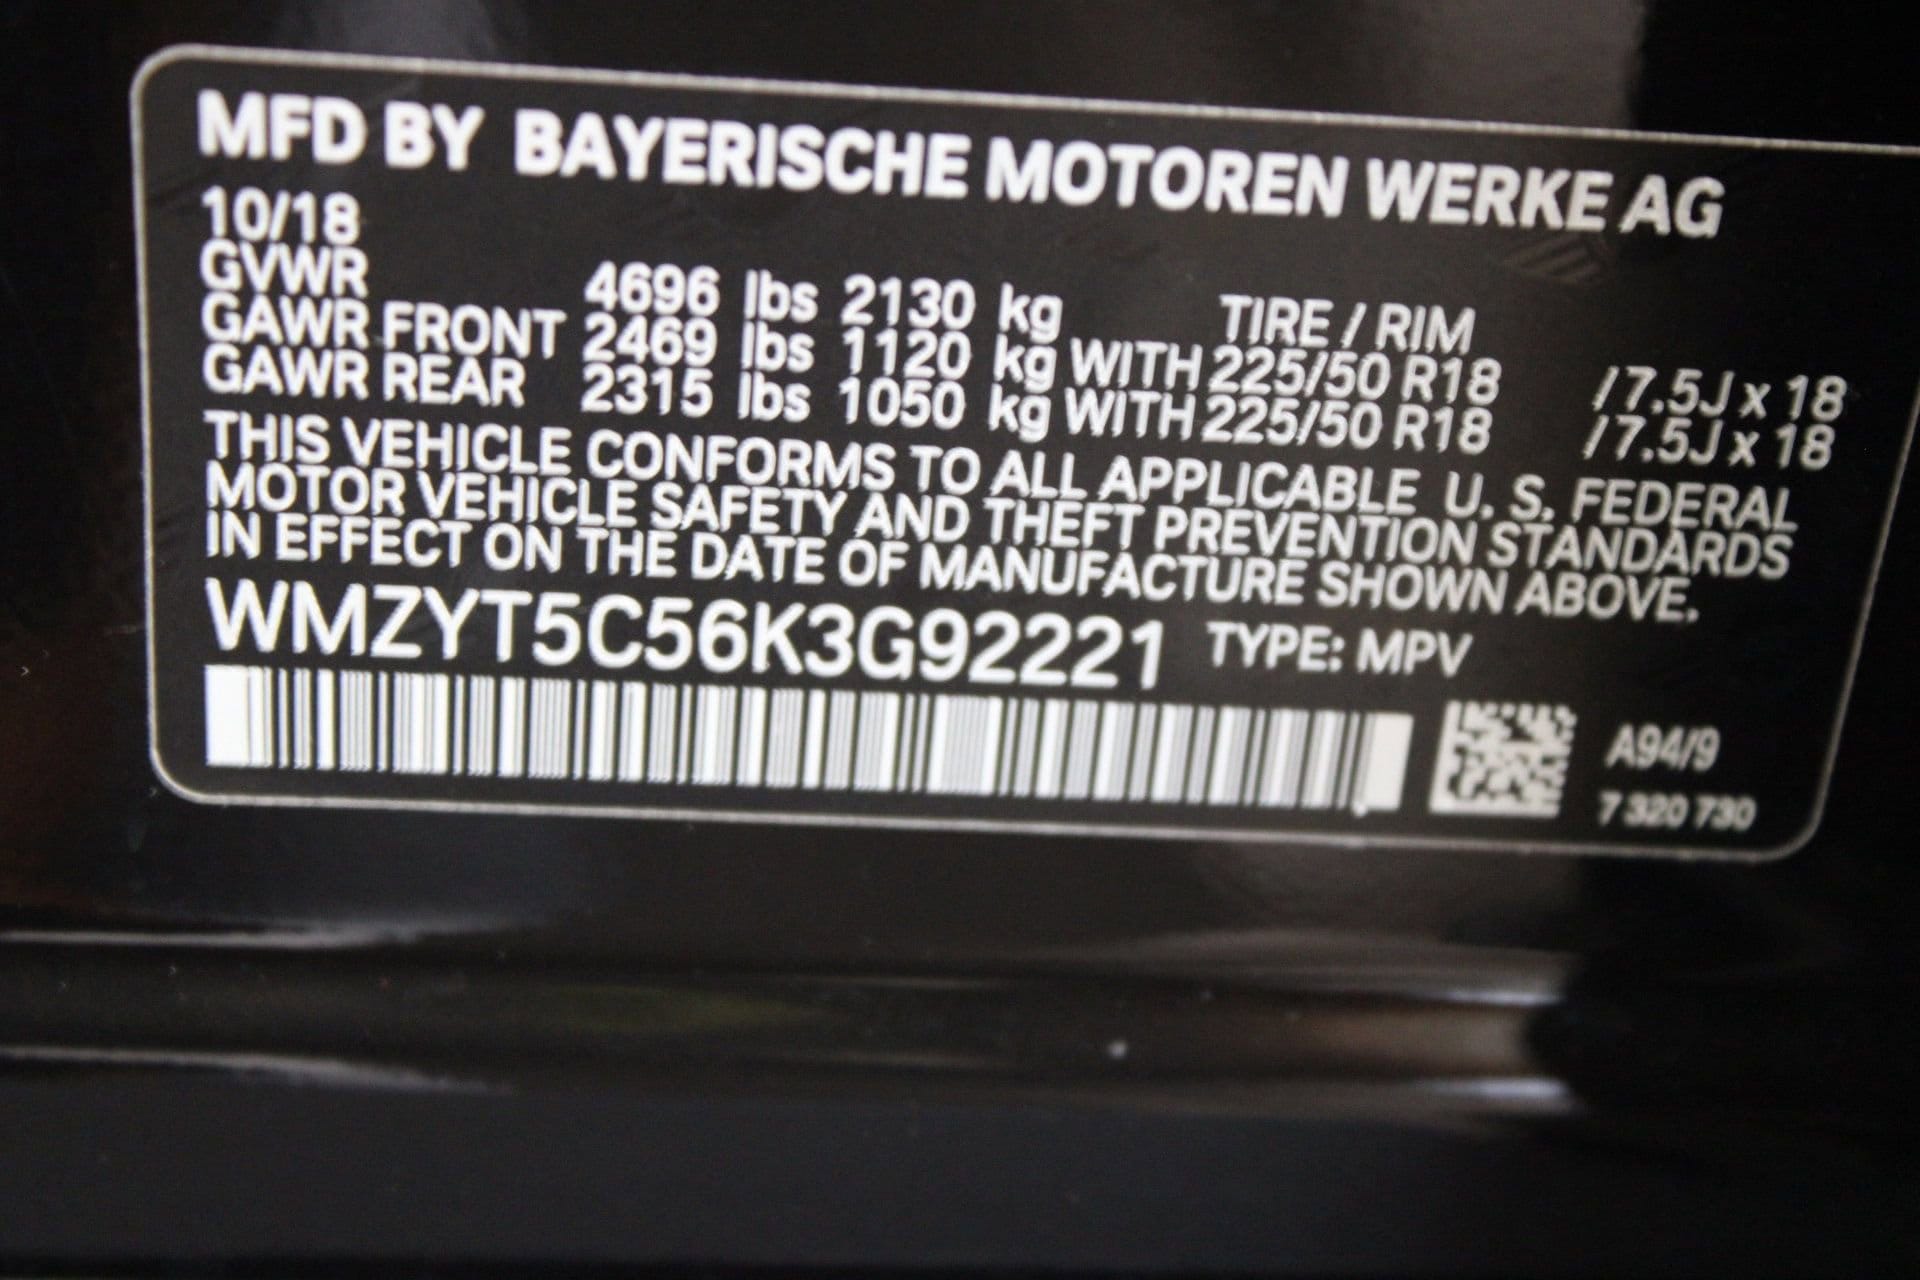 MFD BY BAYERISCHE MOTOREN WERKE AG
10/18
GVWR 4696 lbs 2130 kg TIRE / RIM
GAWR FRONT 2469 lbs 1120 kg WITH 225/50 R18 / 7.5J x 18
GAWR REAR 2315 lbs 1050 kg WITH 225/50 R18 / 7.5J x 18
THIS VEHICLE CONFORMS TO ALL APPLICABLE U. S. FEDERAL
MOTOR VEHICLE SAFETY AND THEFT PREVENTION STANDARDS
IN EFFECT ON THE DATE OF MANUFACTURE SHOWN ABOVE.
WMZYT5C56K3G92221 TYPE: MPV
A94/9
7 320 730